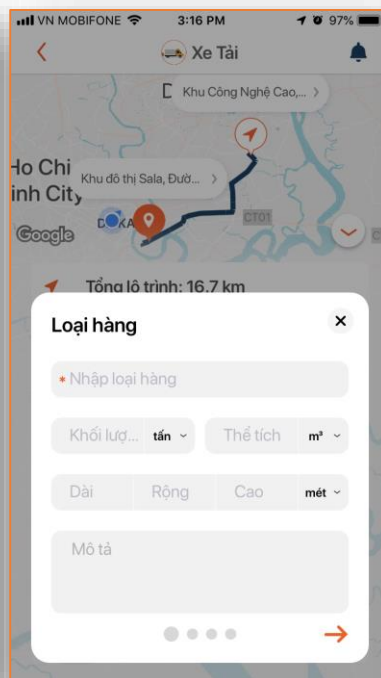 VN MOBIFONE 3:16 PM 97%
Xe Tải
Khu Công Nghệ Cao,...
Ho Chi
Minh City
Khu đô thị Sala, Đườ...
CT01
Google
Tổng lộ trình: 16.7 km
Loại hàng
* Nhập loại hàng
Khối lượ... tấn Thể tích m³
Dài Rộng Cao mét
Mô tả